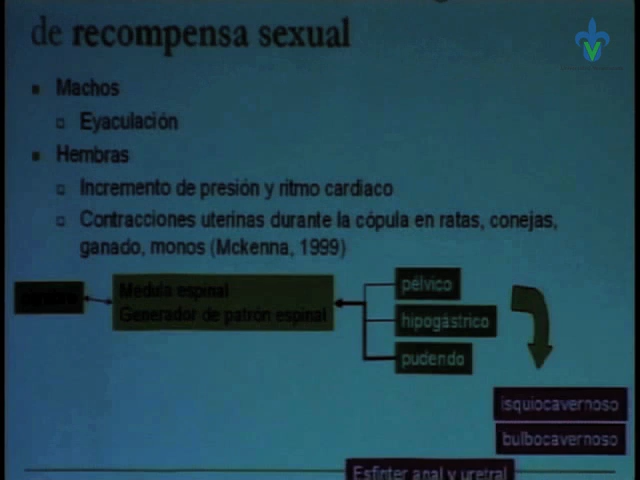 de recompensa sexual
Machos
Eyaculación
Hembras
Incremento de presión y ritmo cardiaco
Contracciones uterinas durante la cópula en ratas, conejas,
ganado, monos (Mckenna, 1999)
Medula espinal
Generador de patrón espinal
pélvico
hipogástrico
pudendo
isquiocavernoso
bulbocavernoso
Esfinter anal y uretral